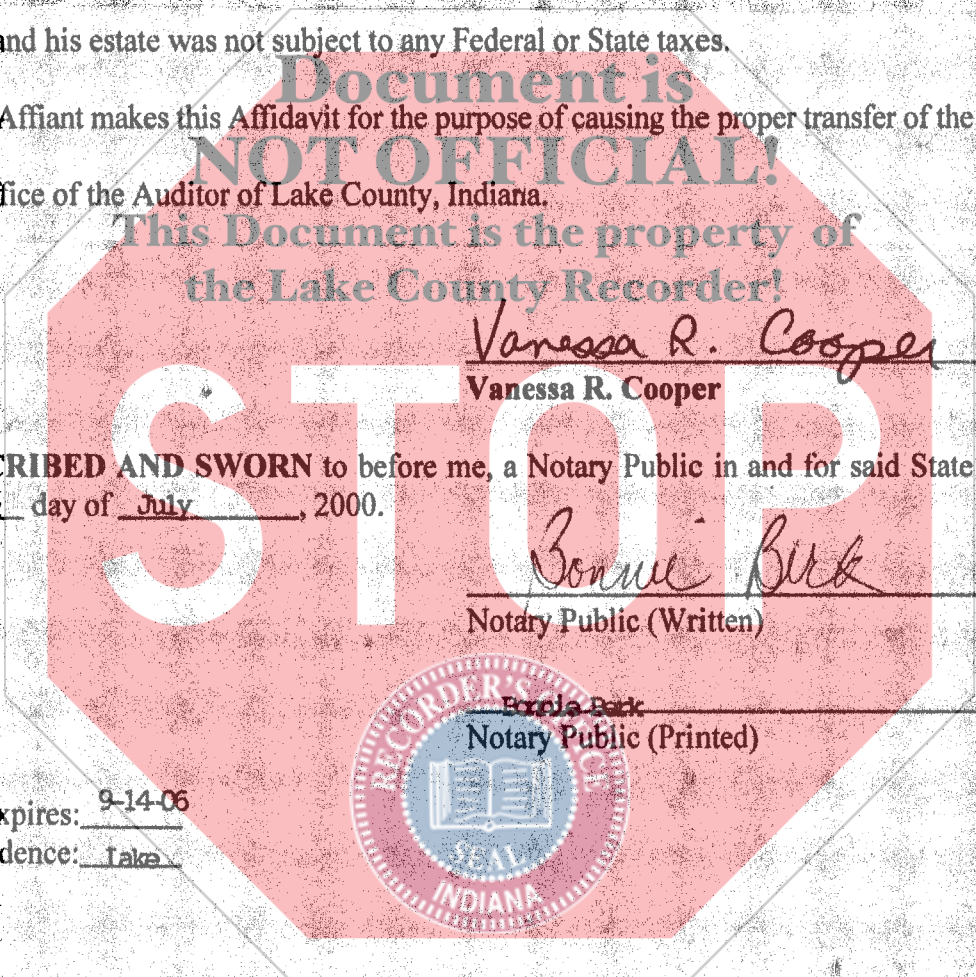 and his estate was not subject to any Federal or State taxes.
Document is
Affiant makes this Affidavit for the purpose of causing the proper transfer of the
NOT OFFICIAL!
fice of the Auditor of Lake County, Indiana.
This Document is the property of
the Lake County Recorder!
Vanessa R. Cooper
Vanessa R. Cooper
STOP
CRIBED AND SWORN to before me, a Notary Public in and for said State
day of July, 2000.
Bonnie Birk
Notary Public (Written)
Notary Public (Printed)
RECORDER'S OFFICE
SEAL
INDIANA
xpires: 9-14-06
dence: Lake